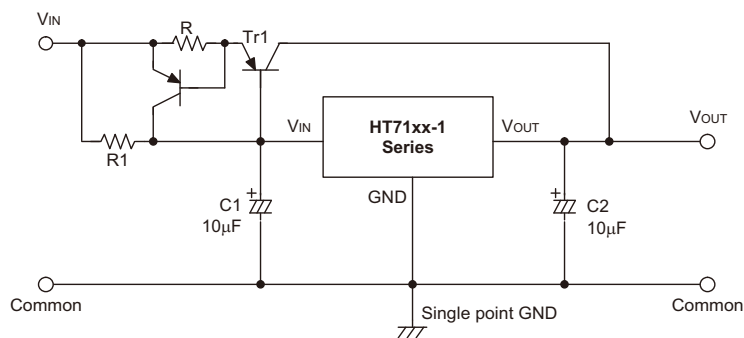 VIN
R
Tr1
R1
VIN
HT71xx-1
Series
VOUT
VOUT
GND
C1
10μF
C2
10μF
Common
Single point GND
Common